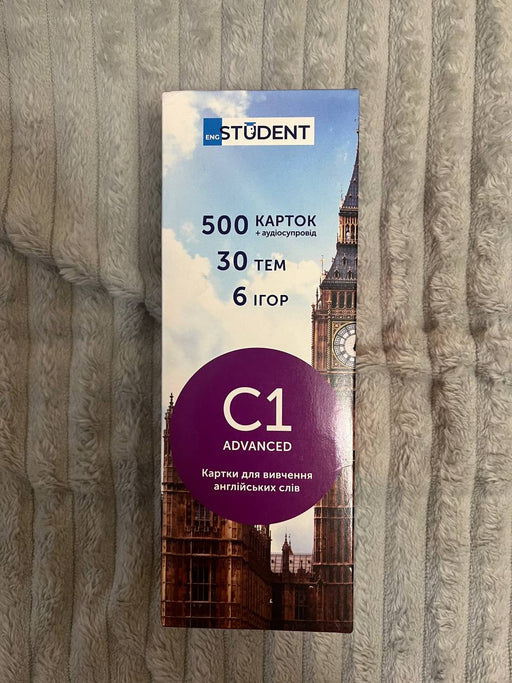 ENG STUDENT
500 КАРТОК
+ аудіосупровід
30 ТЕМ
6 ІГОР
C1
ADVANCED
Картки для вивчення
англійських слів